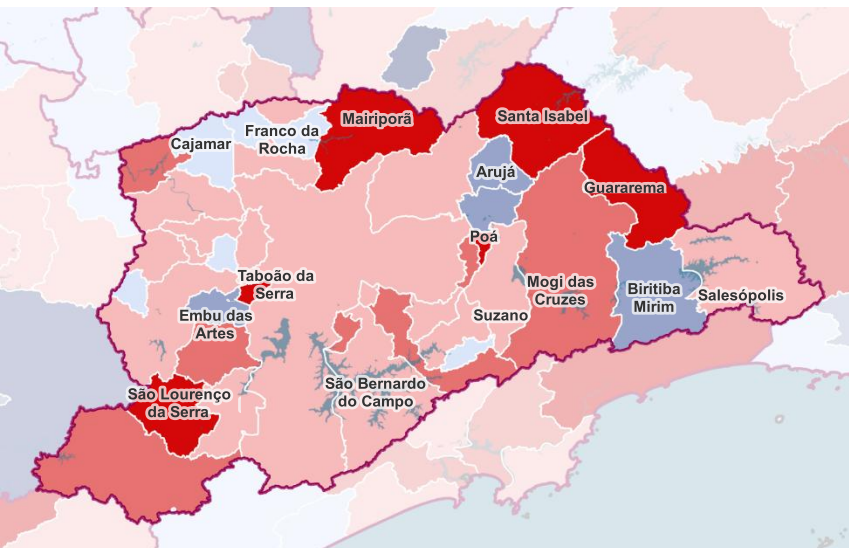 Mairiporã
Santa Isabel
Franco da
Rocha
Cajamar
Arujá
Guararema
Poá
Taboão da
Serra
Mogi das
Cruzes
Biritiba
Mirim
Salesópolis
Embu das
Artes
Suzano
São Bernardo
do Campo
São Lourenço
da Serra